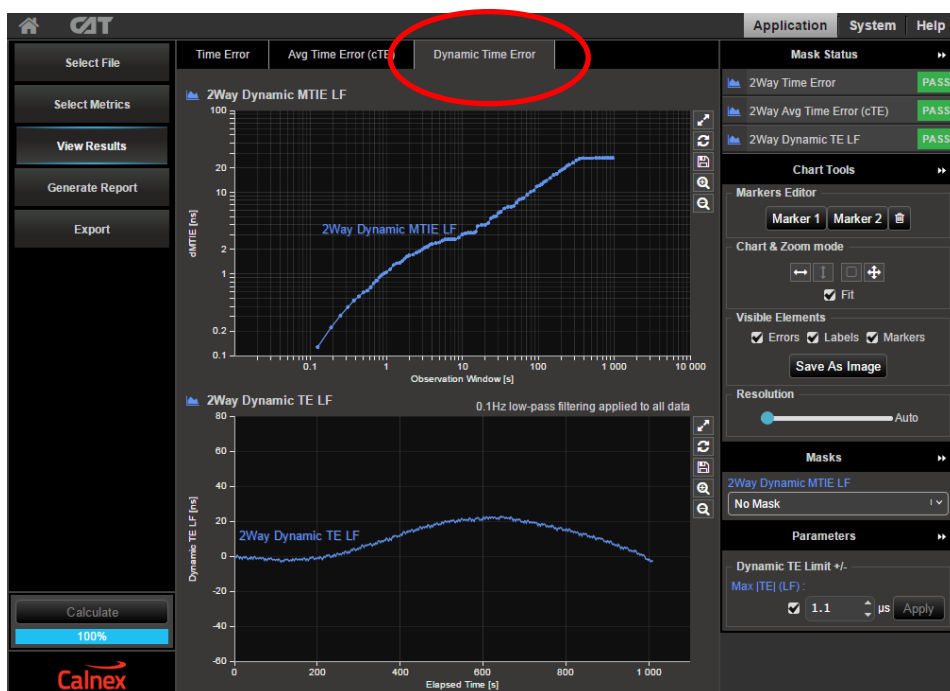 CAT
Application System Help
Select File
Select Metrics
View Results
Generate Report
Export
Calculate
100%
Calnex
Time Error Avg Time Error (cTE) Dynamic Time Error
2Way Dynamic MTIE LF
100
20
10
2
1
0.2
0.1
dMTIE [ns]
2Way Dynamic MTIE LF
0.1 1 10 100 1 000 10 000
Observation Window [s]
2Way Dynamic TE LF
0.1Hz low-pass filtering applied to all data
80
60
40
20
0
-20
-40
-60
Dynamic TE LF [ns]
2Way Dynamic TE LF
0 200 400 600 800 1 000
Elapsed Time [s]
Mask Status
2Way Time Error PASS
2Way Avg Time Error (cTE) PASS
2Way Dynamic TE LF PASS
Chart Tools
Markers Editor
Marker 1 Marker 2
Chart & Zoom mode
Fit
Visible Elements
Errors Labels Markers
Save As Image
Resolution
Auto
Masks
2Way Dynamic MTIE LF
No Mask
Parameters
Dynamic TE Limit +/-
Max |TE| (LF) :
1.1 µs Apply